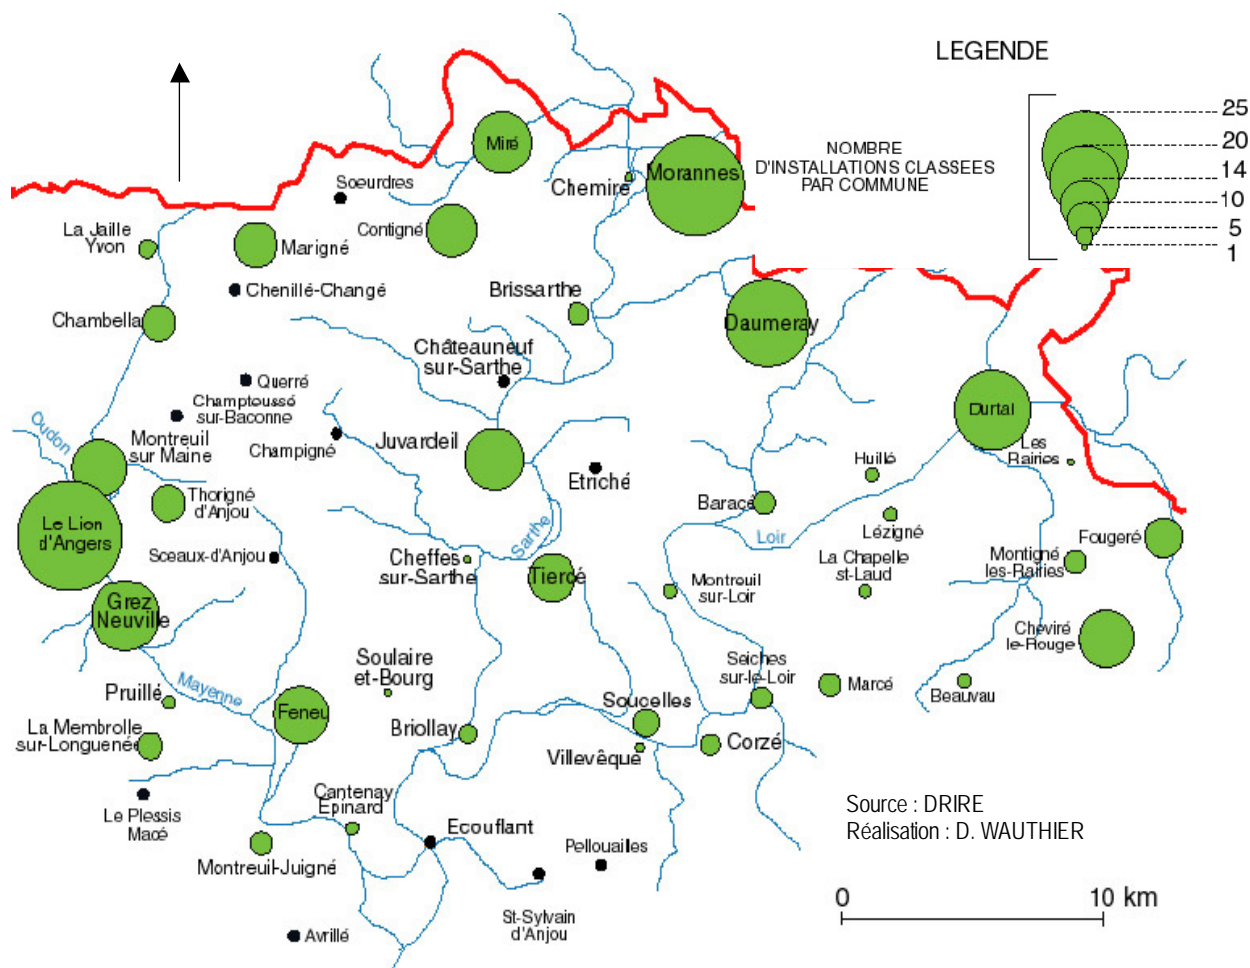 LEGENDE
NOMBRE
D'INSTALLATIONS CLASSEES
PAR COMMUNE
25
20
14
10
5
1
Miré
Soeurdres
Chemire
Morannes
La Jaille
Yvon
Marigné
Contigné
Chenillé-Changé
Brissarthe
Chambella
Daumeray
Châteauneuf
sur-Sarthe
Querré
Champtoussé
sur-Baconne
Durtal
Oudon
Montreuil
sur Maine
Champigné
Juvardeil
Les
Rairies
Huillé
Etriché
Thorigné
d'Anjou
Baracé
Le Lion
d'Angers
Sarthe
Loir
Lézigné
Fougeré
Sceaux-d'Anjou
Cheffes
sur-Sarthe
Tiercé
La Chapelle
st-Laud
Montigné
les-Rairies
Montreuil
sur-Loir
Grez
Neuville
Cheviré
le-Rouge
Soulaire
et-Bourg
Seiches
sur-le-Loir
Mayenne
Pruillé
Marcé
Beauvau
Feneu
Soucelles
La Membrolle
sur-Longuenée
Briollay
Corzé
Villevêque
Cantenay
Epinard
Le Plessis
Macé
Source : DRIRE
Réalisation : D. WAUTHIER
Ecouflant
Pellouailles
Montreuil-Juigné
0 10 km
St-Sylvain
d'Anjou
Avrillé